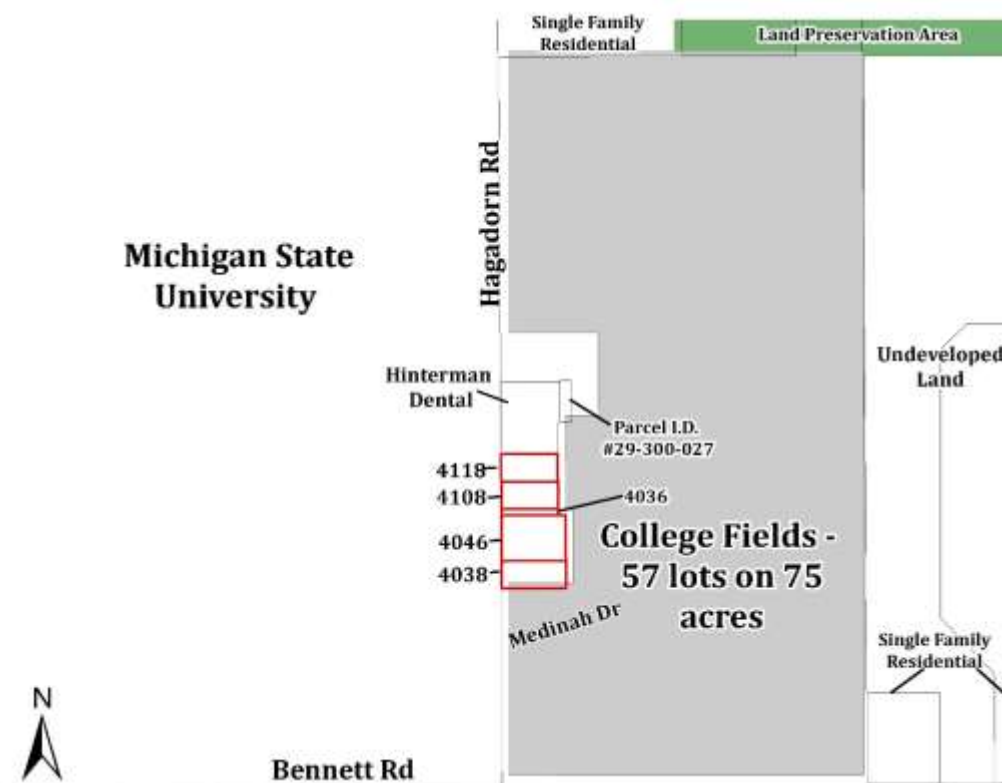 Single Family
Residential
Land Preservation Area
Hagadorn Rd
Michigan State
University
Undeveloped
Land
Hinterman
Dental
Parcel I.D.
#29-300-027
4118
4108
4036
4046
4038
College Fields -
57 lots on 75
acres
Medinah Dr
Single Family
Residential
N
Bennett Rd